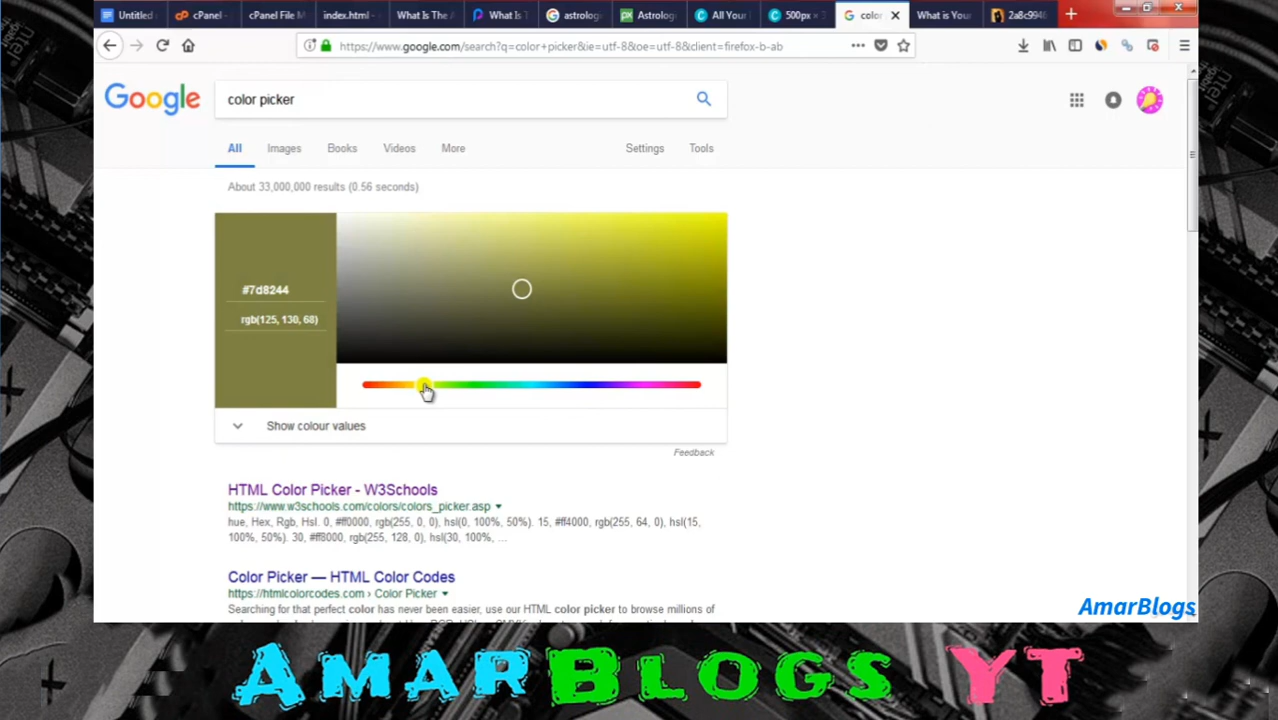 Untitled
cPanel -
cPanel File M
index.html -
What Is The A
What Is T
astrolog
Astrolog
All Your
500px ×
color
What is Your
2a8c994
https://www.google.com/search?q=color+picker&ie=utf-8&oe=utf-8&client=firefox-b-ab
Google
color picker
All
Images
Books
Videos
More
Settings
Tools
About 33,000,000 results (0.56 seconds)
#7d8244
rgb(125, 130, 68)
Show colour values
Feedback
HTML Color Picker - W3Schools
https://www.w3schools.com/colors/colors_picker.asp
hue, Hex, Rgb, Hsl. 0, #ff0000, rgb(255, 0, 0), hsl(0, 100%, 50%). 15, #ff4000, rgb(255, 64, 0), hsl(15,
100%, 50%). 30, #ff8000, rgb(255, 128, 0), hsl(30, 100%, ...
Color Picker — HTML Color Codes
https://htmlcolorcodes.com › Color Picker
Searching for that perfect color has never been easier, use our HTML color picker to browse millions of
AmarBlogs
AMARBLOGS YT